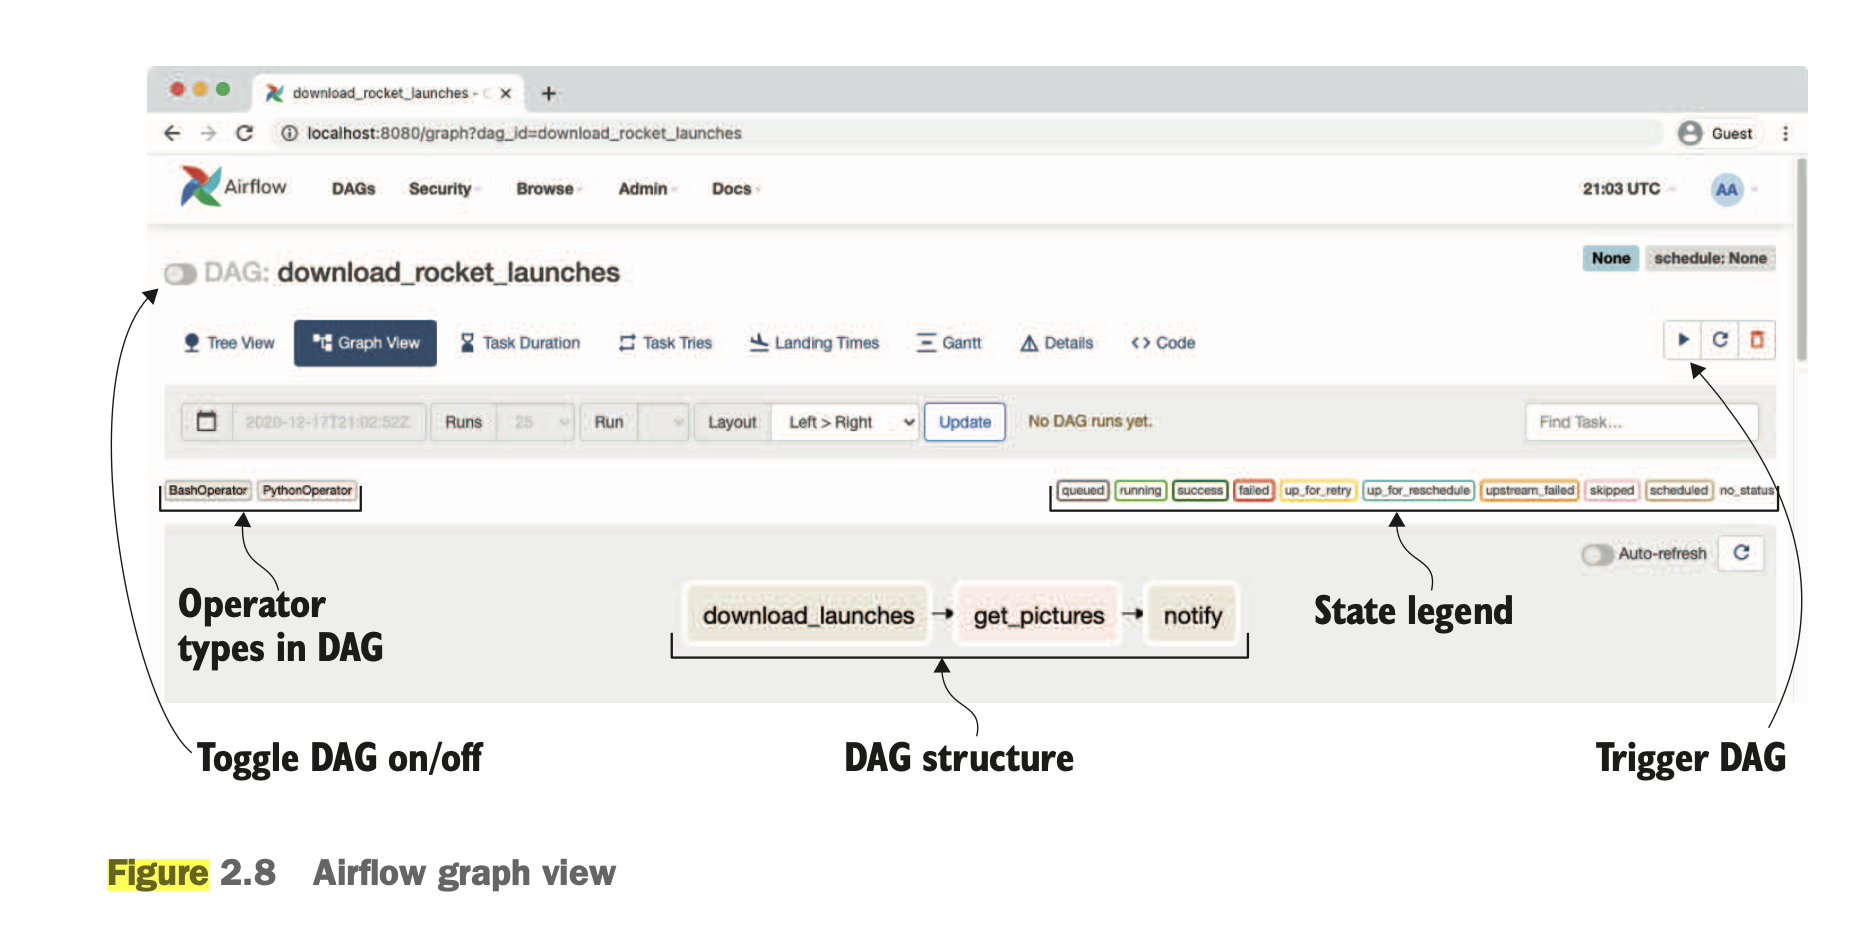 download_rocket_launches -
localhost:8080/graph?dag_id=download_rocket_launches
Guest
Airflow DAGs Security Browse Admin Docs 21:03 UTC AA
DAG: download_rocket_launches
None schedule: None
Tree View Graph View Task Duration Task Tries Landing Times Gantt Details <> Code
2020-12-17T21:02:52Z Runs 25 Run Layout Left > Right Update No DAG runs yet. Find Task...
BashOperator PythonOperator queued running success failed up_for_retry up_for_reschedule upstream_failed skipped scheduled no_status
Auto-refresh
Operator
types in DAG
download_launches get_pictures notify
State legend
Toggle DAG on/off
DAG structure
Trigger DAG
Figure 2.8 Airflow graph view